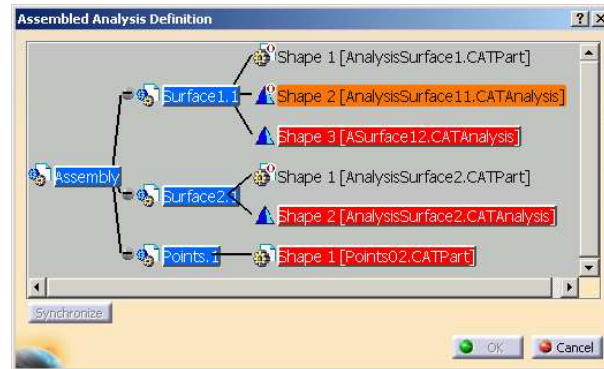 Assembled Analysis Definition
Shape 1 [AnalysisSurface1.CATPart]
Surface1.1
Shape 2 [AnalysisSurface11.CATAnalysis]
Shape 3 [ASurface12.CATAnalysis]
Assembly
Shape 1 [AnalysisSurface2.CATPart]
Surface2.1
Shape 2 [AnalysisSurface2.CATAnalysis]
Points.1
Shape 1 [Points02.CATPart]
Synchronize
OK
Cancel